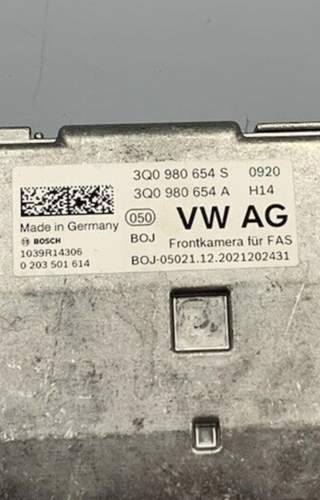 3Q0 980 654 S 0920
3Q0 980 654 A H14
Made in Germany 050 VW AG
BOSCH BOJ Frontkamera für FAS
1039R14306 BOJ-05021.12.2021202431
0 203 501 614